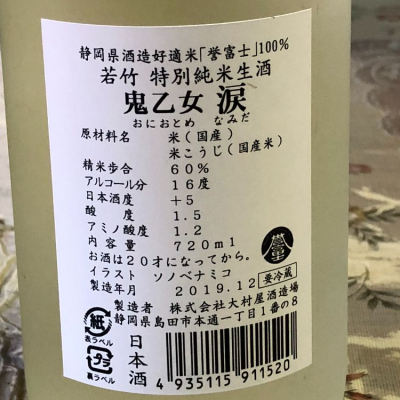 静岡県酒造好適米「誉富士」100%
若竹 特別純米生酒
鬼乙女 涙
おにおとめ なみだ
原材料名 米(国産)
米こうじ(国産米)
精米歩合 60%
アルコール分 16度
日本酒度 +5
酸度 1.5
アミノ酸度 1.2
内容量 720ml
お酒は20才になってから。
イラスト ソノベナミコ
製造年月 2019.12 要冷蔵
製造者 株式会社大村屋酒造場
静岡県島田市本通一丁目1番の8
紙
表ラベル
プラ
裏ラベル
日本酒
4 935115 911520